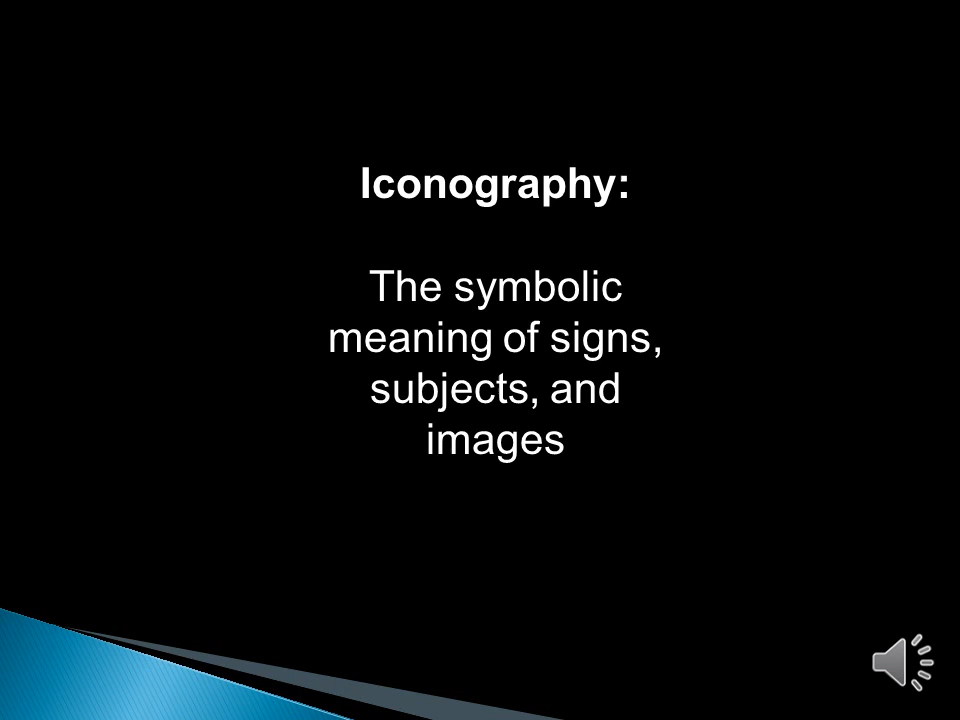 Iconography:
The symbolic
meaning of signs,
subjects, and
images